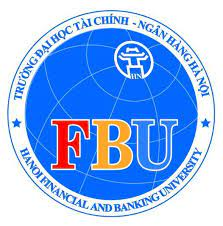 TRƯỜNG ĐẠI HỌC TÀI CHÍNH - NGÂN HÀNG HÀ NỘI
HN
FBU
HANOI FINANCIAL AND BANKING UNIVERSITY